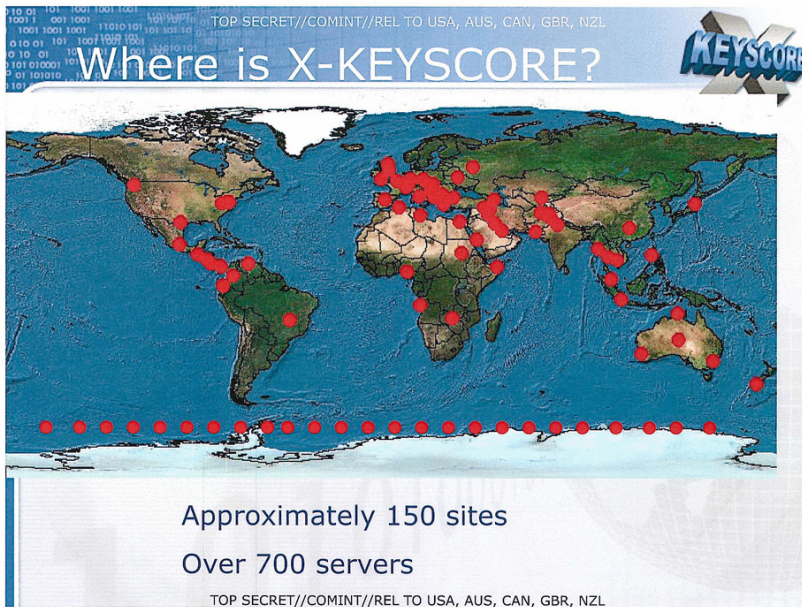 TOP SECRET//COMINT//REL TO USA, AUS, CAN, GBR, NZL
Where is X-KEYSCORE?
X
KEYSCORE
Approximately 150 sites
Over 700 servers
TOP SECRET//COMINT//REL TO USA, AUS, CAN, GBR, NZL